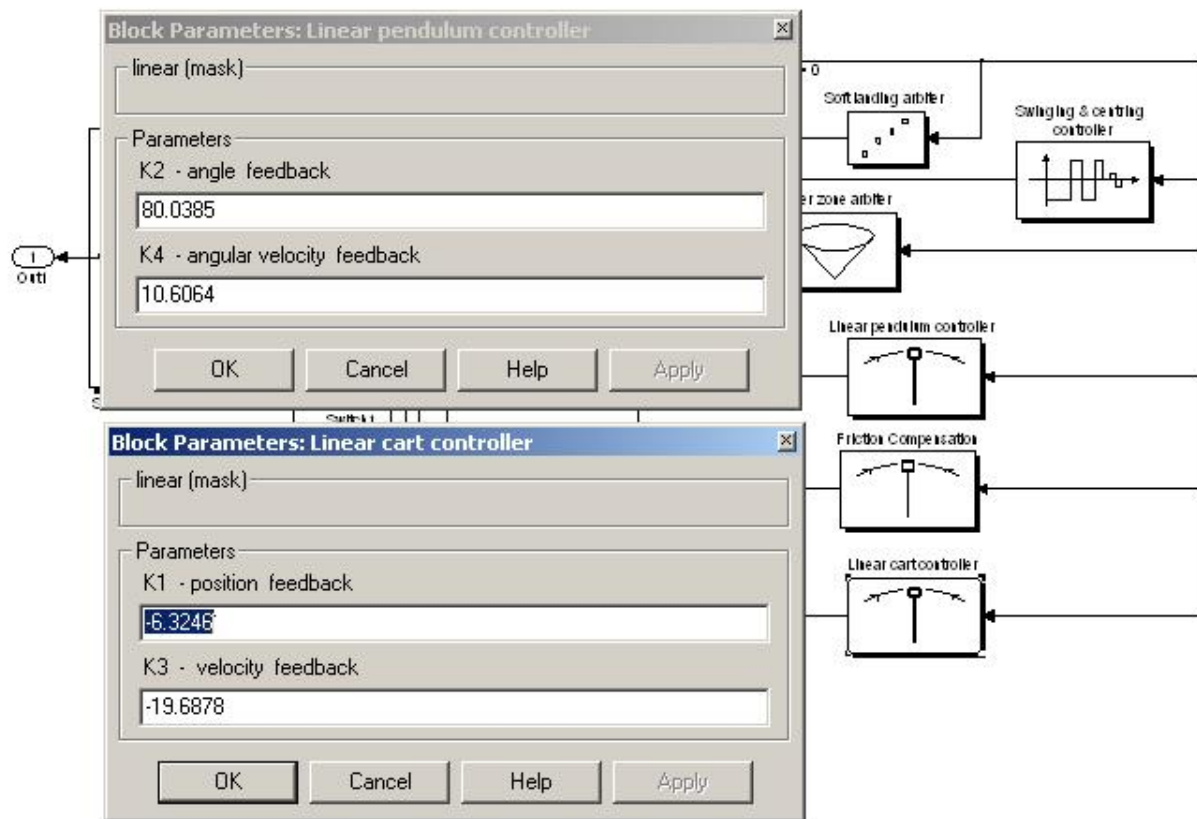 Block Parameters: Linear pendulum controller
linear (mask)
Parameters
K2 - angle feedback
80.0385
K4 - angular velocity feedback
10.6064
OK Cancel Help Apply
Block Parameters: Linear cart controller
linear (mask)
Parameters
K1 - position feedback
-6.3246
K3 - velocity feedback
-19.6878
OK Cancel Help Apply
1
Out1
= 0
Soft landing arbiter
Swinging & centring
controller
zone arbiter
Linear pendulum controller
Friction Compensation
Linear cart controller